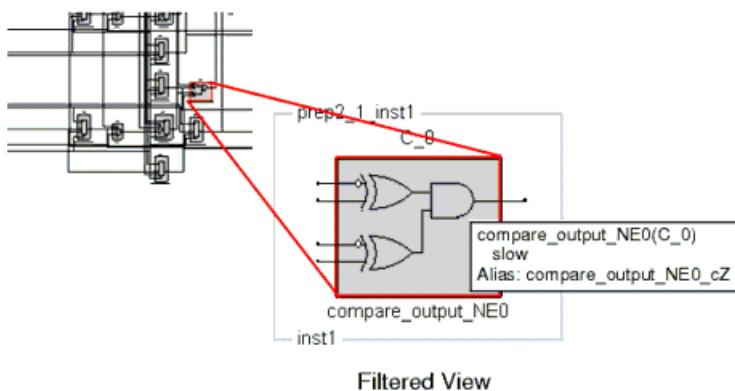 prep2_1_inst1
C_0
compare_output_NE0(C_0)
slow
Alias: compare_output_NE0_cZ
compare_output_NE0
inst1
Filtered View